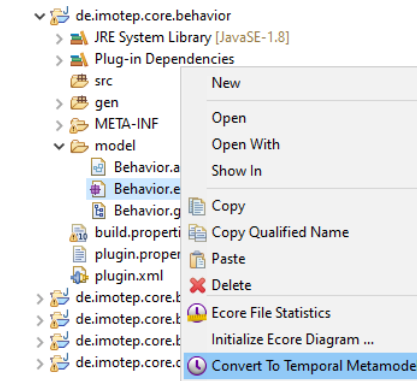 de.imotep.core.behavior
JRE System Library [JavaSE-1.8]
Plug-in Dependencies
src
gen
META-INF
model
Behavior.a
Behavior.e
Behavior.g
build.properti
plugin.proper
plugin.xml
de.imotep.core.b
de.imotep.core.b
de.imotep.core.b
de.imotep.core.c
de.imotep.core.b
New
Open
Open With
Show In
Copy
Copy Qualified Name
Paste
Delete
Ecore File Statistics
Initialize Ecore Diagram ...
Convert To Temporal Metamode